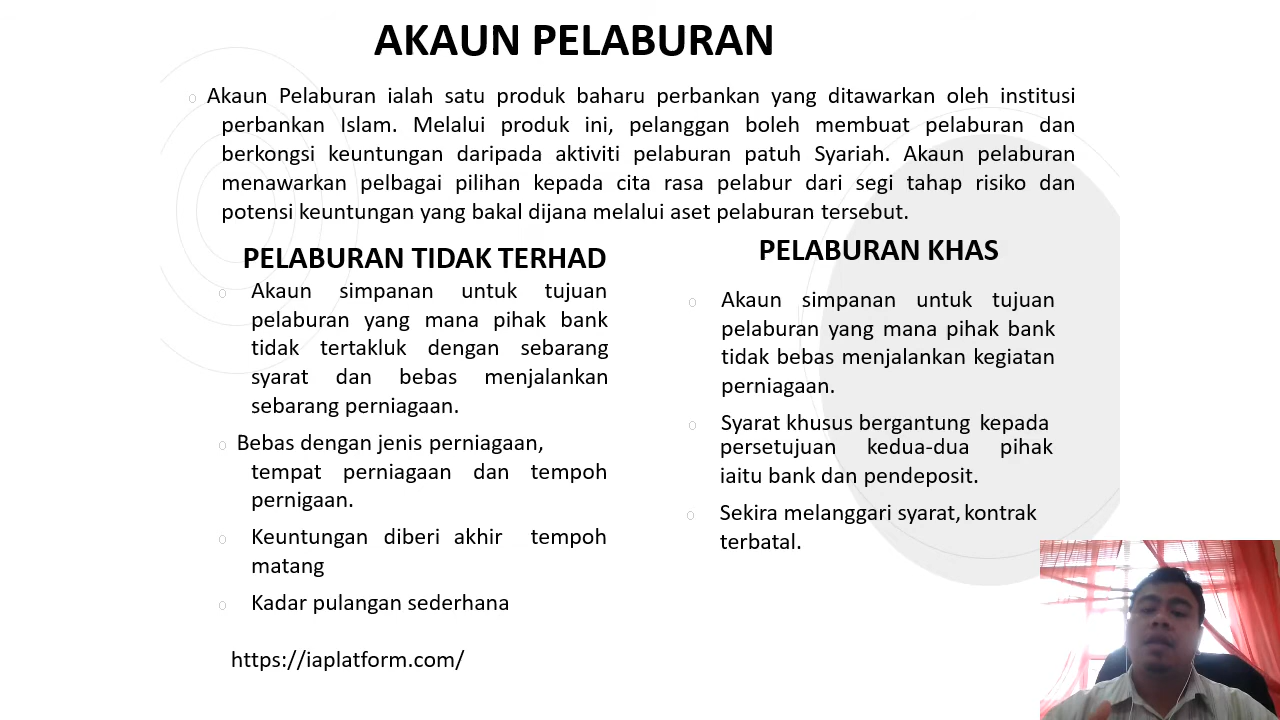 AKAUN PELABURAN
Akaun Pelaburan ialah satu produk baharu perbankan yang ditawarkan oleh institusi
perbankan Islam. Melalui produk ini, pelanggan boleh membuat pelaburan dan
berkongsi keuntungan daripada aktiviti pelaburan patuh Syariah. Akaun pelaburan
menawarkan pelbagai pilihan kepada cita rasa pelabur dari segi tahap risiko dan
potensi keuntungan yang bakal dijana melalui aset pelaburan tersebut.
PELABURAN TIDAK TERHAD
Akaun simpanan untuk tujuan
pelaburan yang mana pihak bank
tidak tertakluk dengan sebarang
syarat dan bebas menjalankan
sebarang perniagaan.
Bebas dengan jenis perniagaan,
tempat perniagaan dan tempoh
pernigaan.
Keuntungan diberi akhir tempoh
matang
Kadar pulangan sederhana
https://iaplatform.com/
PELABURAN KHAS
Akaun simpanan untuk tujuan
pelaburan yang mana pihak bank
tidak bebas menjalankan kegiatan
perniagaan.
Syarat khusus bergantung kepada
persetujuan kedua-dua pihak
iaitu bank dan pendeposit.
Sekira melanggari syarat, kontrak
terbatal.